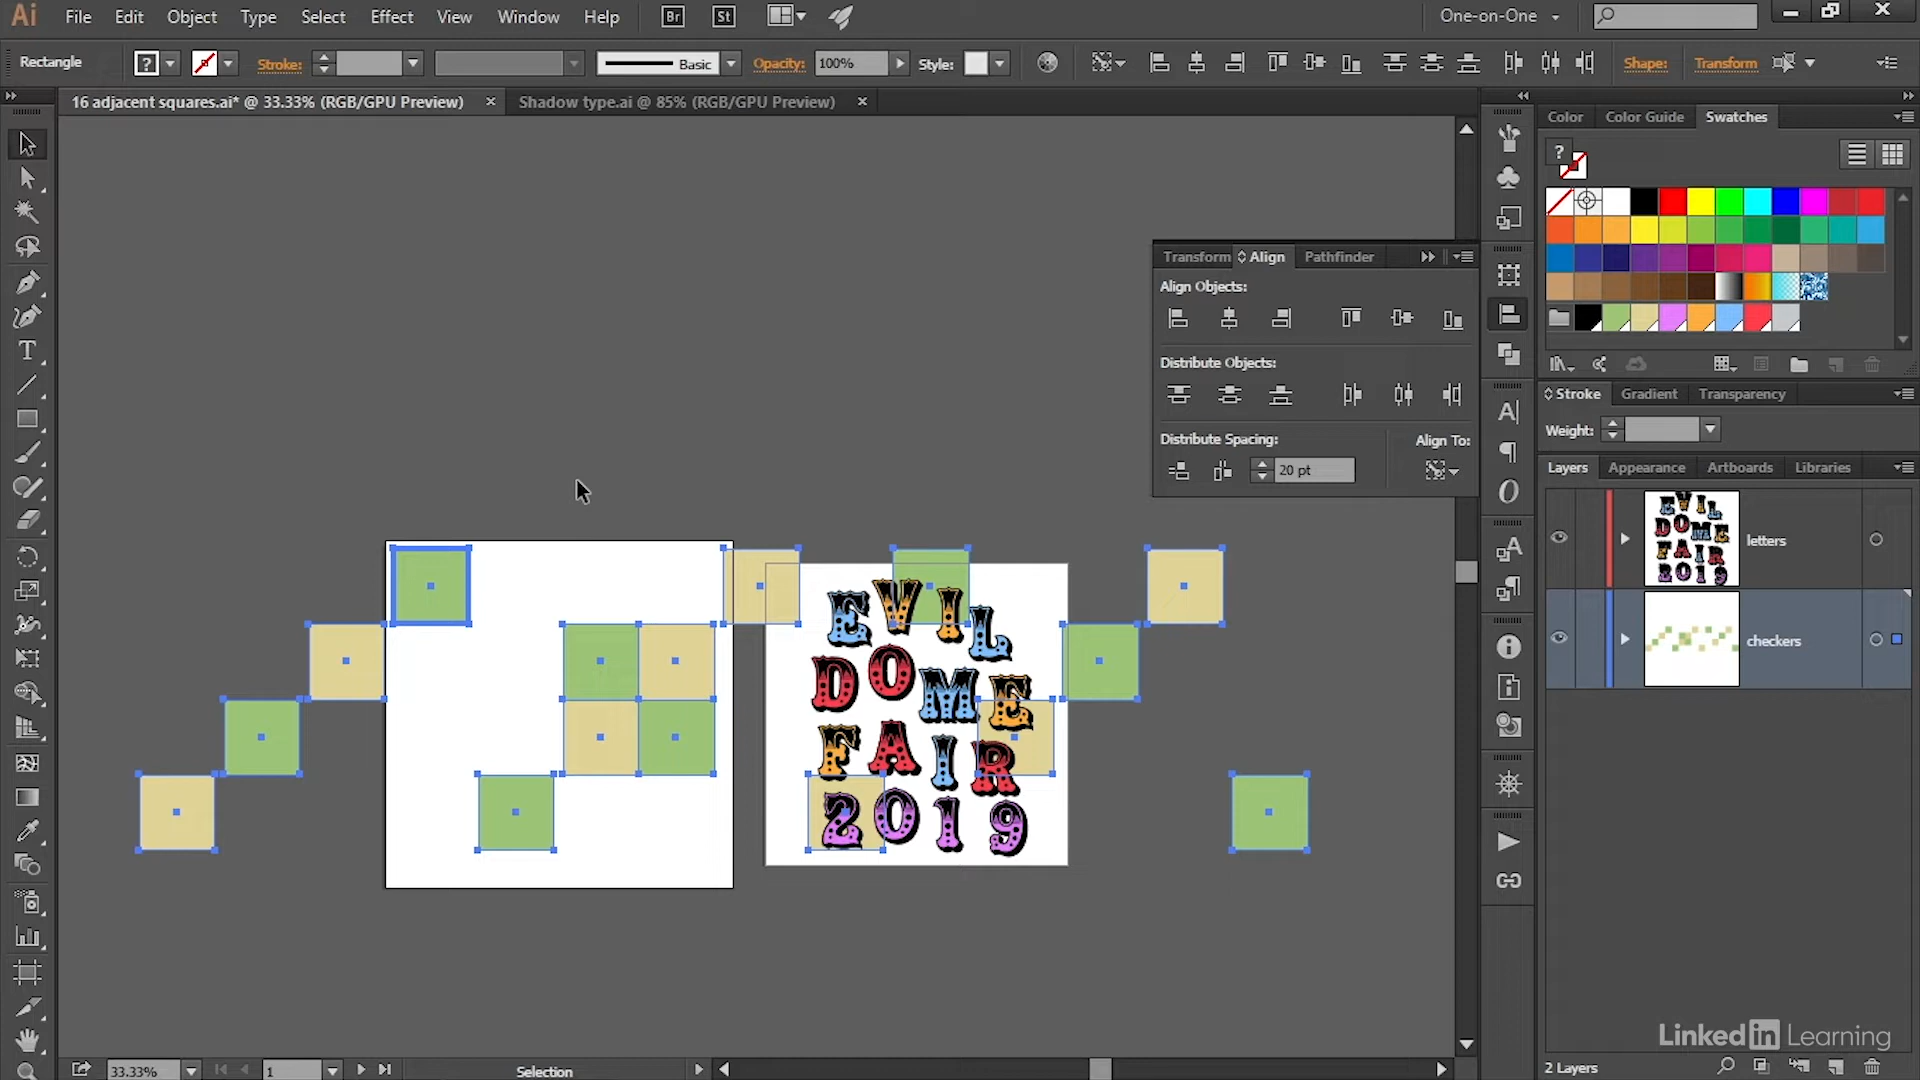 Ai File Edit Object Type Select Effect View Window Help Br St One-on-One
Rectangle ? Stroke: Basic Opacity: 100% Style: Shape: Transform
16 adjacent squares.ai* @ 33.33% (RGB/GPU Preview) Shadow type.ai @ 85% (RGB/GPU Preview)
Color Color Guide Swatches
Transform Align Pathfinder
Align Objects:
Distribute Objects:
Distribute Spacing: Align To:
20 pt
Stroke Gradient Transparency
Weight:
Layers Appearance Artboards Libraries
letters
checkers
EVIL
DOME
FAIR
2019
LinkedIn Learning
33.33% 1 Selection
2 Layers